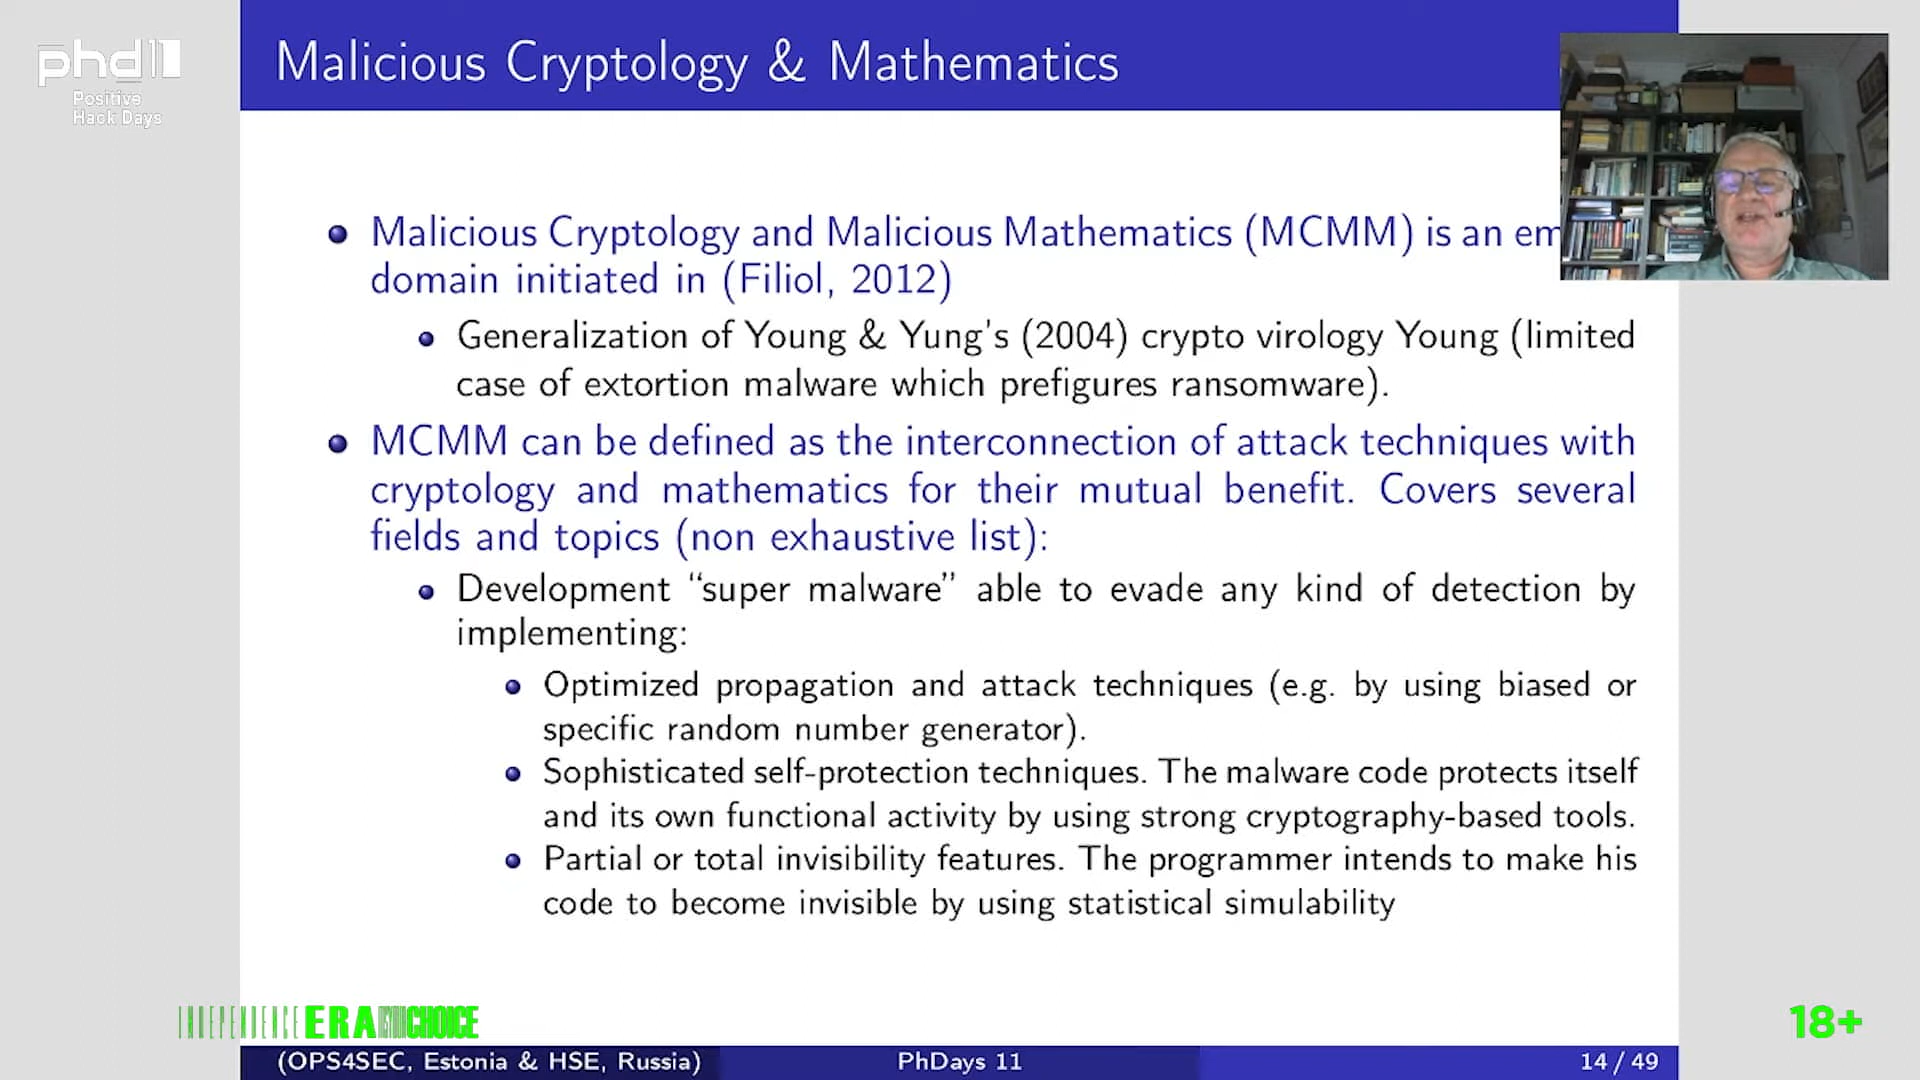 phd11
Positive
Hack Days
Malicious Cryptology & Mathematics
Malicious Cryptology and Malicious Mathematics (MCMM) is an em
domain initiated in (Filiol, 2012)
Generalization of Young & Yung's (2004) crypto virology Young (limited
case of extortion malware which prefigures ransomware).
MCMM can be defined as the interconnection of attack techniques with
cryptology and mathematics for their mutual benefit. Covers several
fields and topics (non exhaustive list):
Development “super malware” able to evade any kind of detection by
implementing:
Optimized propagation and attack techniques (e.g. by using biased or
specific random number generator).
Sophisticated self-protection techniques. The malware code protects itself
and its own functional activity by using strong cryptography-based tools.
Partial or total invisibility features. The programmer intends to make his
code to become invisible by using statistical simulability
INDEPENDENCE ERA CHOICE
18+
(OPS4SEC, Estonia & HSE, Russia)
PhDays 11
14 / 49